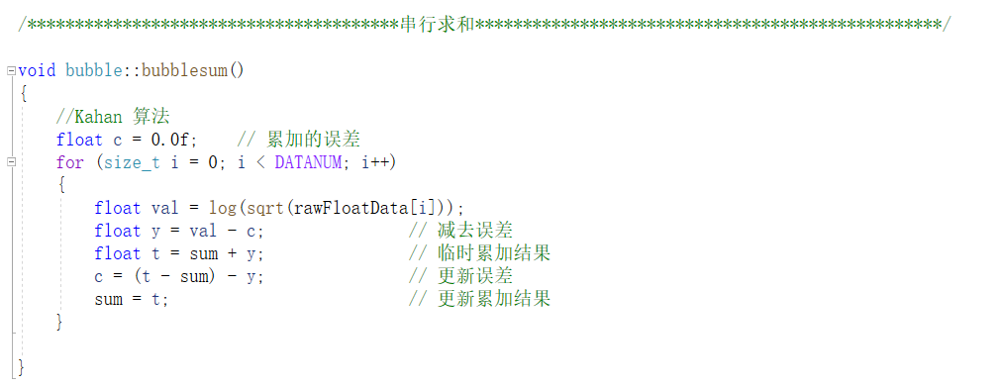 /***************************************串行求和*************************************************/
void bubble::bubblesum()
{
//Kahan 算法
float c = 0.0f; // 累加的误差
for (size_t i = 0; i < DATANUM; i++)
{
float val = log(sqrt(rawFloatData[i]));
float y = val - c; // 减去误差
float t = sum + y; // 临时累加结果
c = (t - sum) - y; // 更新误差
sum = t; // 更新累加结果
}
}